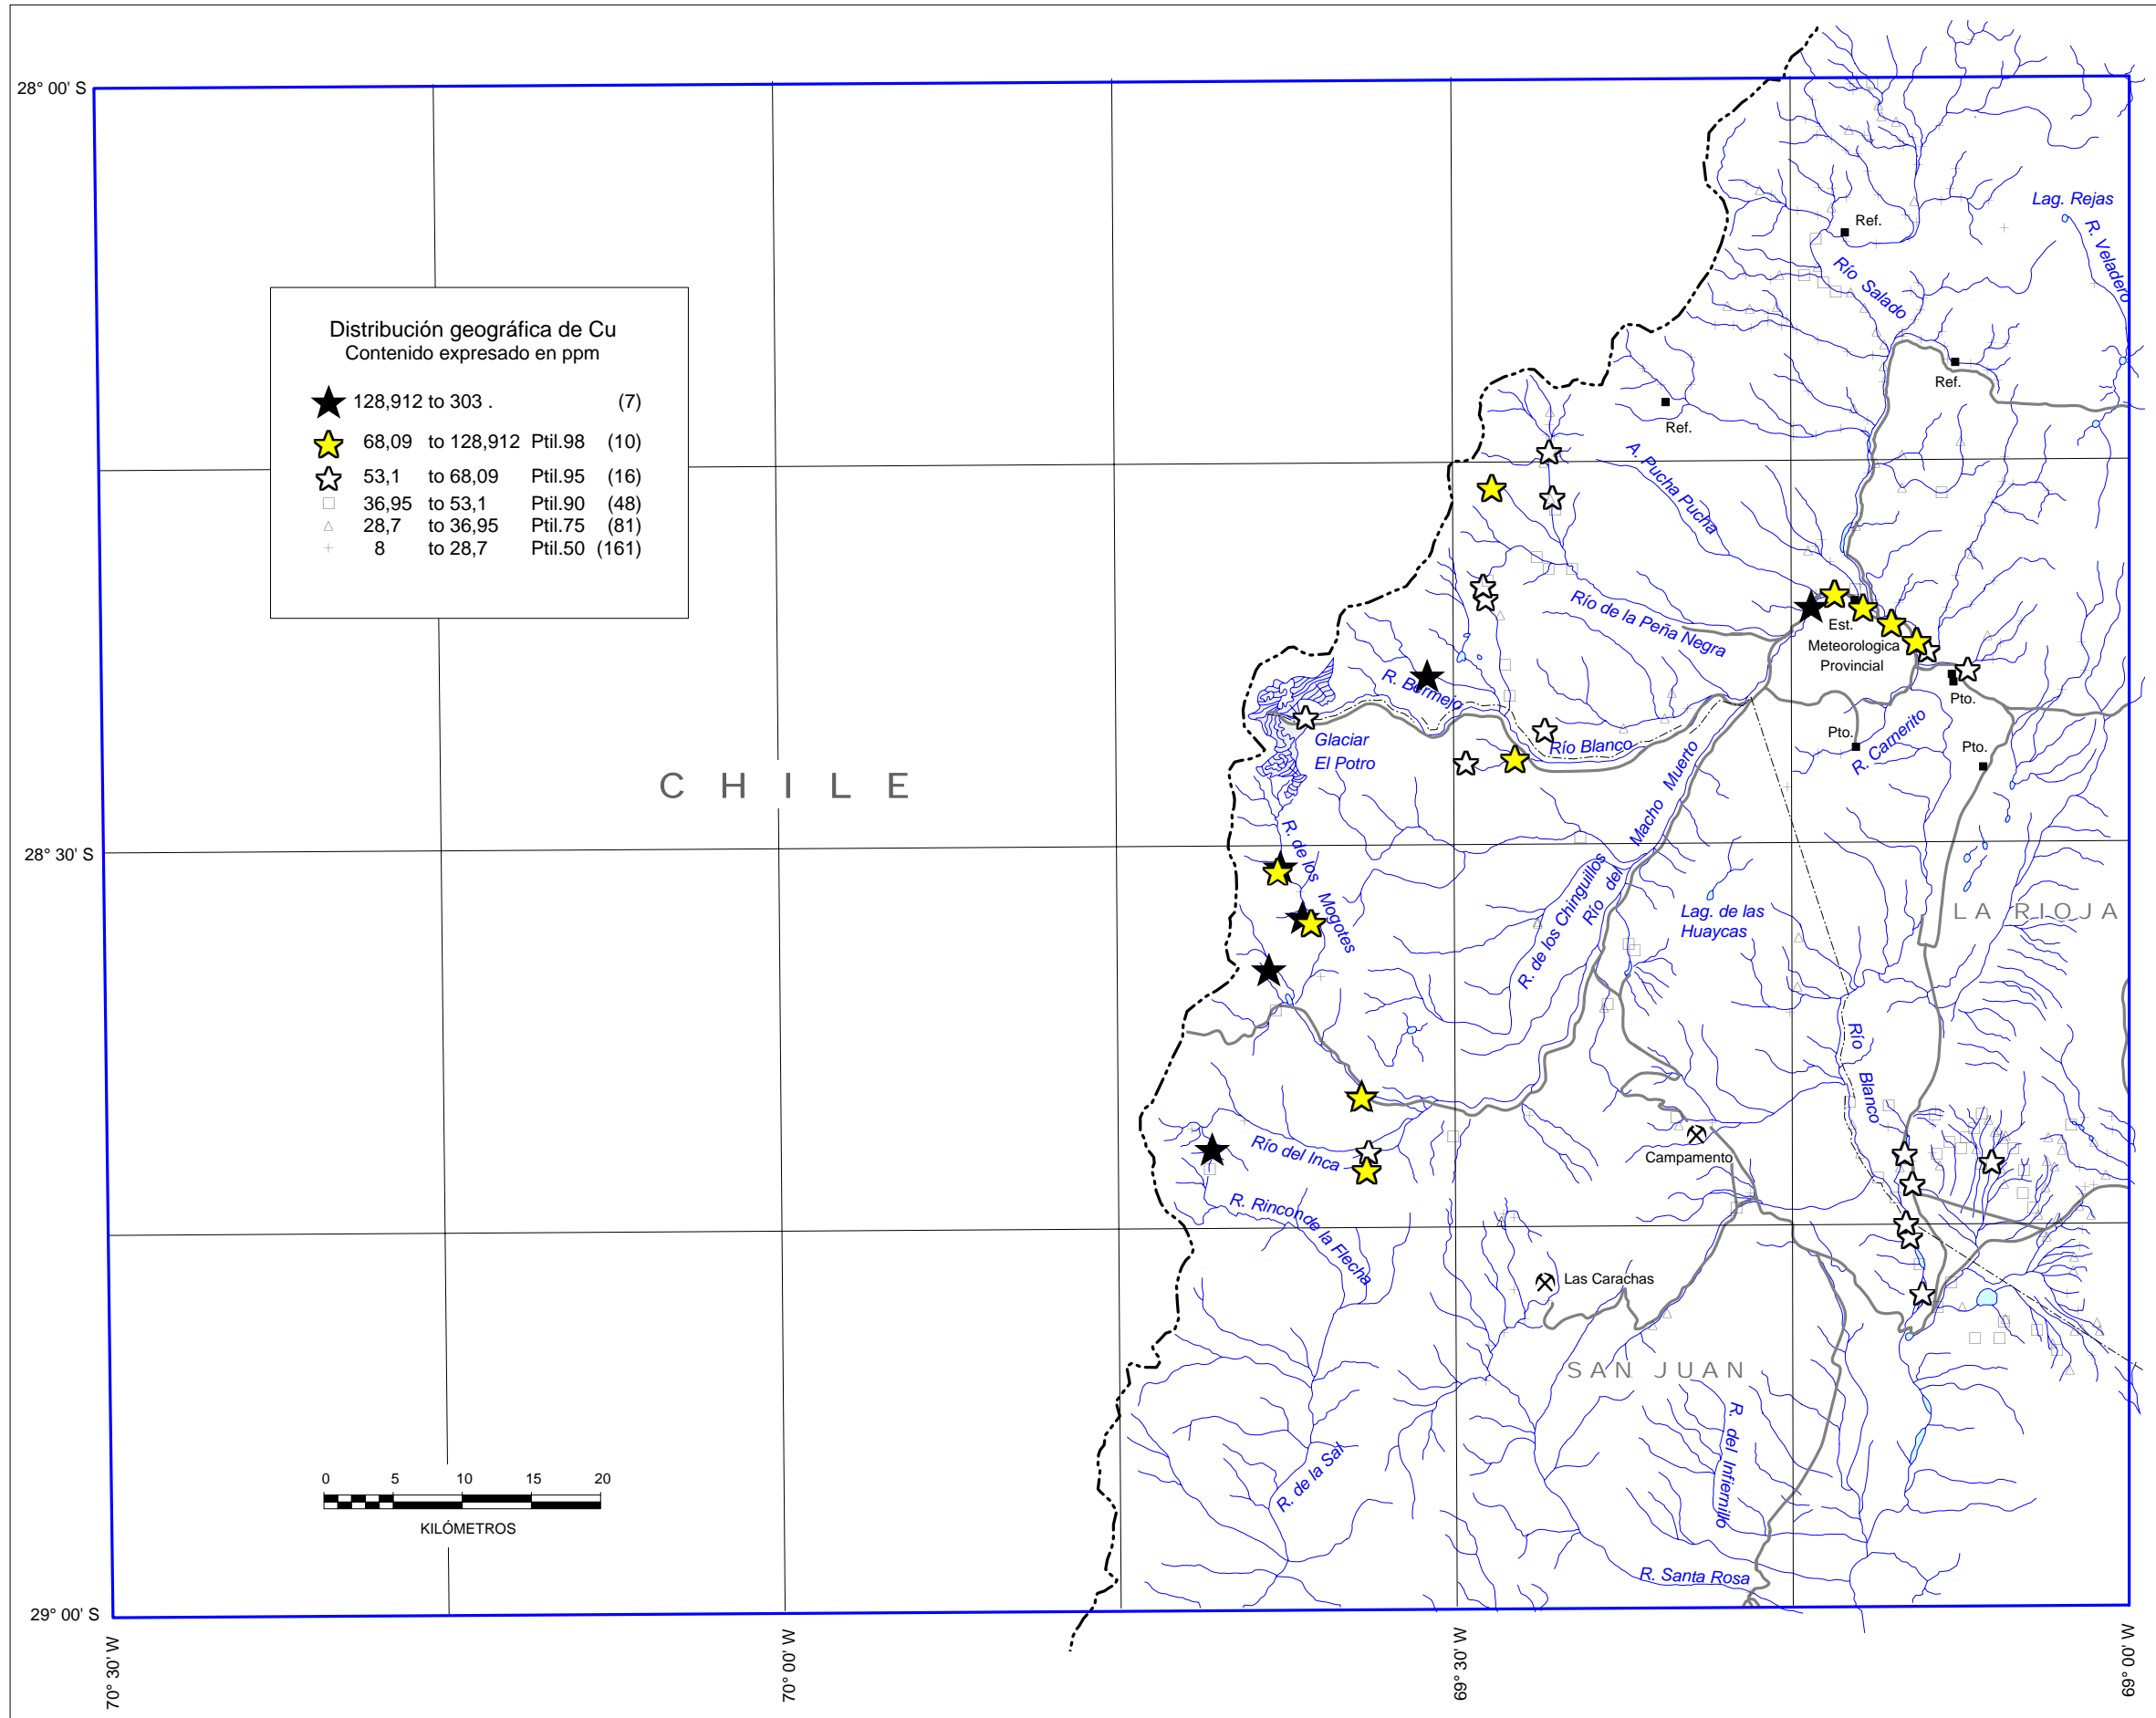 28° 00' S
Lag. Rejas
R. Veladero
Ref.
Río Salado
Distribución geográfica de Cu
Contenido expresado en ppm
128,912 to 303 . (7)
68,09 to 128,912 Ptil.98 (10)
53,1 to 68,09 Ptil.95 (16)
36,95 to 53,1 Ptil.90 (48)
28,7 to 36,95 Ptil.75 (81)
8 to 28,7 Ptil.50 (161)
Ref.
Ref.
A. Pucha Pucha
Río de la Peña Negra
Est.
Meteorologica
Provincial
R. Bermejo
Pto.
Glaciar
El Potro
Río Blanco
Pto.
R. Carnerito
Pto.
CHILE
28° 30' S
R. de los Mogotes
R. de los Chinguillos
Río del Macho Muerto
Lag. de las
Huaycas
LA RIOJA
Río Blanco
Río del Inca
Campamento
R. Rincon de la Flecha
Las Carachas
SAN JUAN
R. de la Sal
R. del Infiernillo
R. Santa Rosa
0 5 10 15 20
KILÓMETROS
29° 00' S
70° 30' W
70° 00' W
69° 30' W
69° 00' W